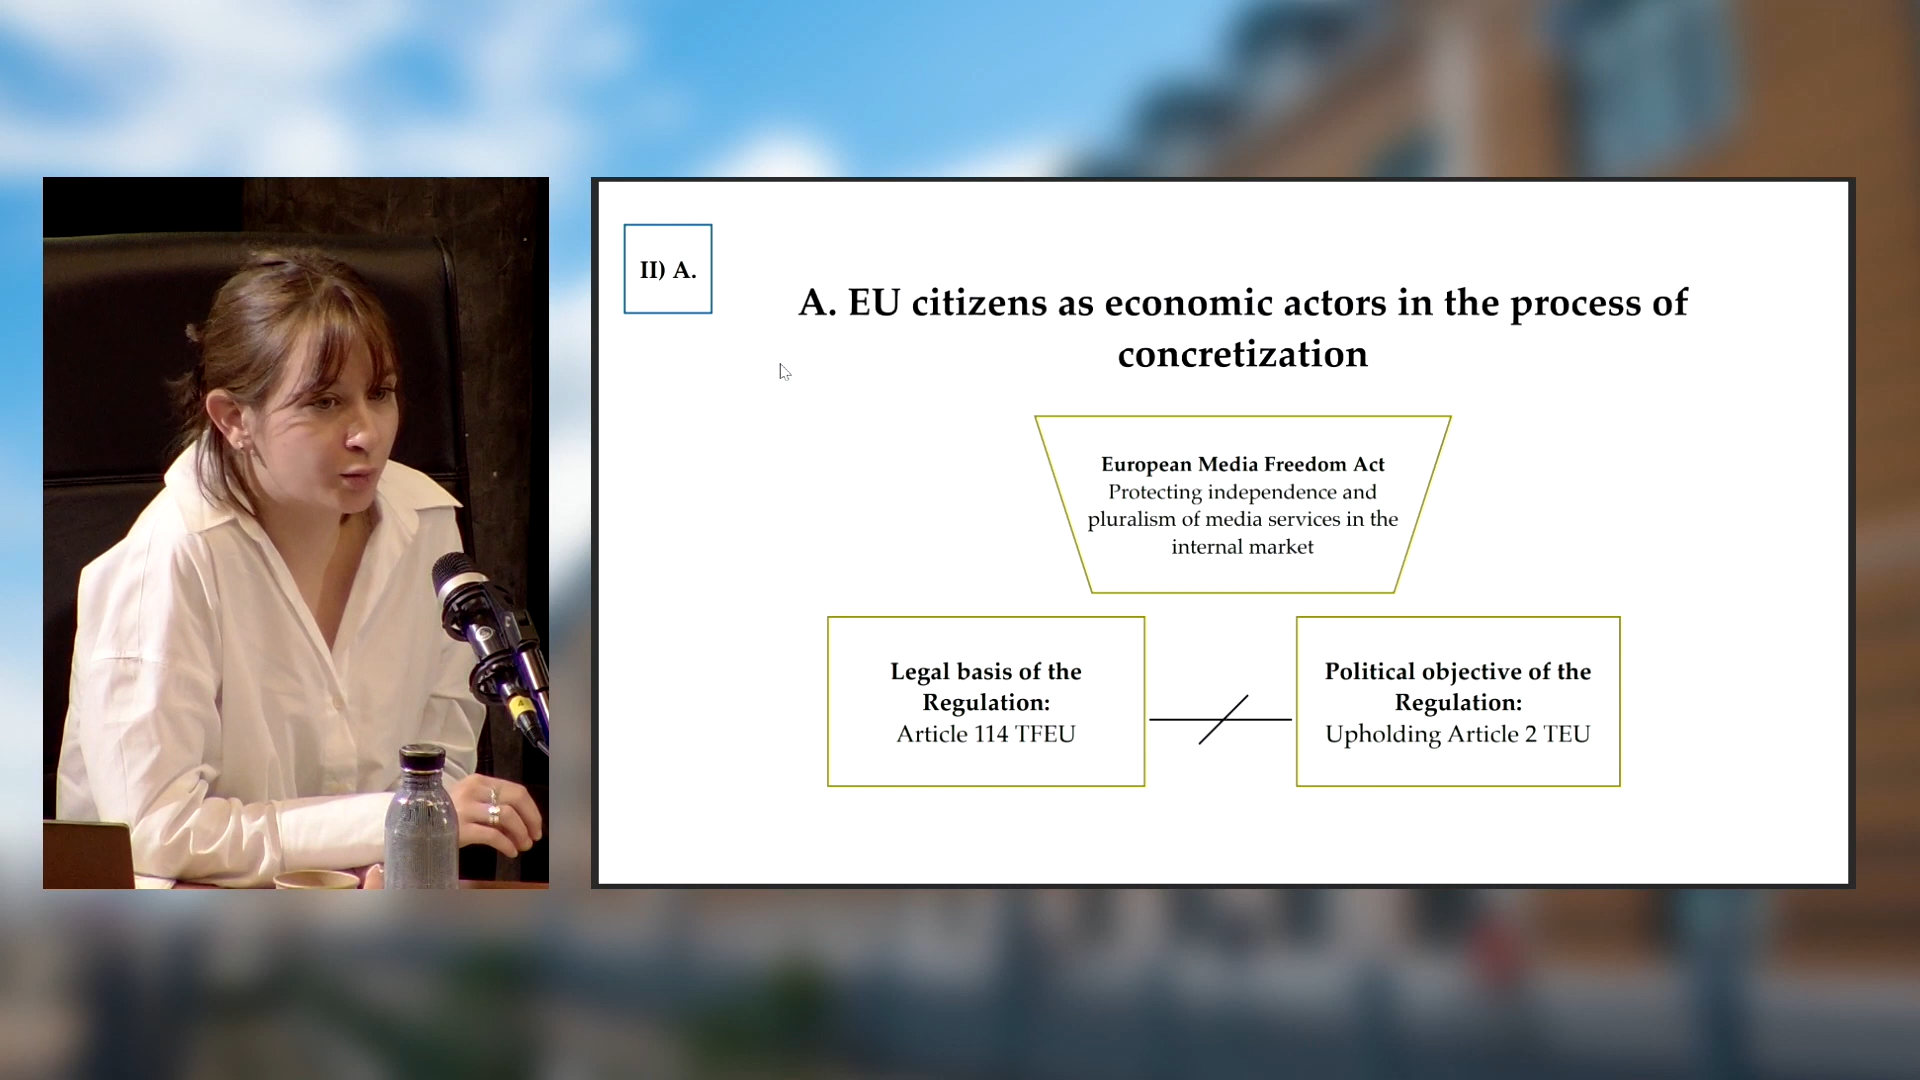 II) A.
A. EU citizens as economic actors in the process of
concretization
European Media Freedom Act
Protecting independence and
pluralism of media services in the
internal market
Legal basis of the
Regulation:
Article 114 TFEU
Political objective of the
Regulation:
Upholding Article 2 TEU
4